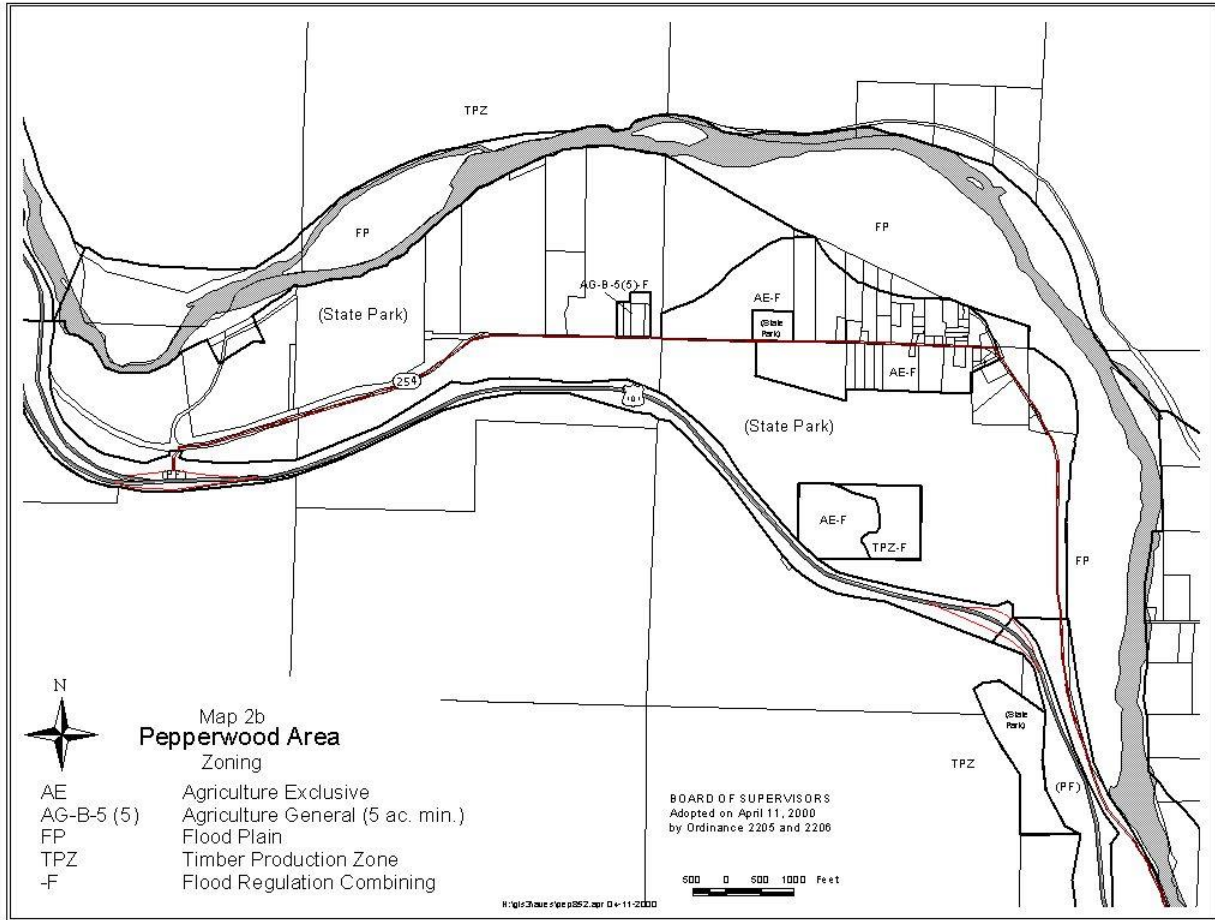 TPZ
FP
FP
AG-B-5(5)-F
AE-F
(State Park)
(State
Park)
254
101
AE-F
(State Park)
AE-F
TPZ-F
FP
N
Map 2b
Pepperwood Area
Zoning
AE Agriculture Exclusive
AG-B-5 (5) Agriculture General (5 ac. min.)
FP Flood Plain
TPZ Timber Production Zone
-F Flood Regulation Combining
(State
Park)
TPZ
(PF)
BOARD OF SUPERVISORS
Adopted on April 11, 2000
by Ordinance 2205 and 2206
500 0 500 1000 Feet